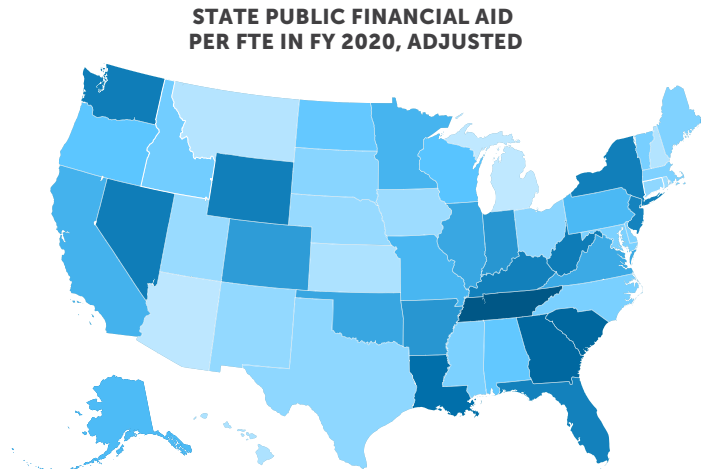 STATE PUBLIC FINANCIAL AID
PER FTE IN FY 2020, ADJUSTED